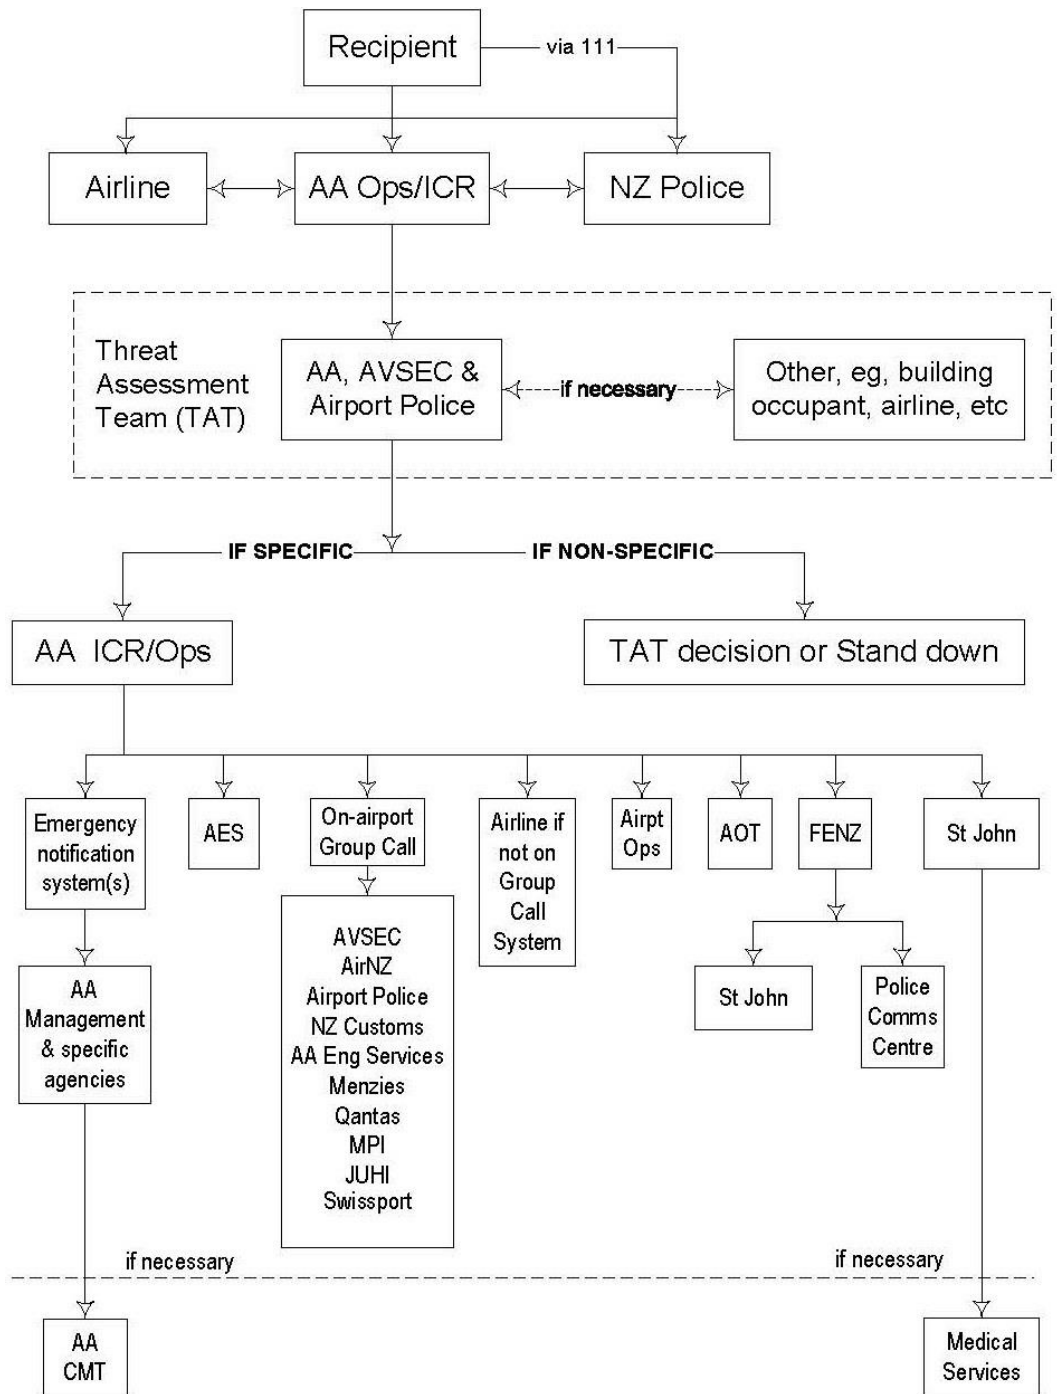 Recipient
via 111
Airline
AA Ops/ICR
NZ Police
Threat
Assessment
Team (TAT)
AA, AVSEC &
Airport Police
if necessary
Other, eg, building
occupant, airline, etc
IF SPECIFIC
IF NON-SPECIFIC
AA ICR/Ops
TAT decision or Stand down
Emergency
notification
system(s)
AES
On-airport
Group Call
Airline if
not on
Group
Call
System
Airpt
Ops
AOT
FENZ
St John
AA
Management
& specific
agencies
AVSEC
AirNZ
Airport Police
NZ Customs
AA Eng Services
Menzies
Qantas
MPI
JUHI
Swissport
St John
Police
Comms
Centre
if necessary
if necessary
AA
CMT
Medical
Services